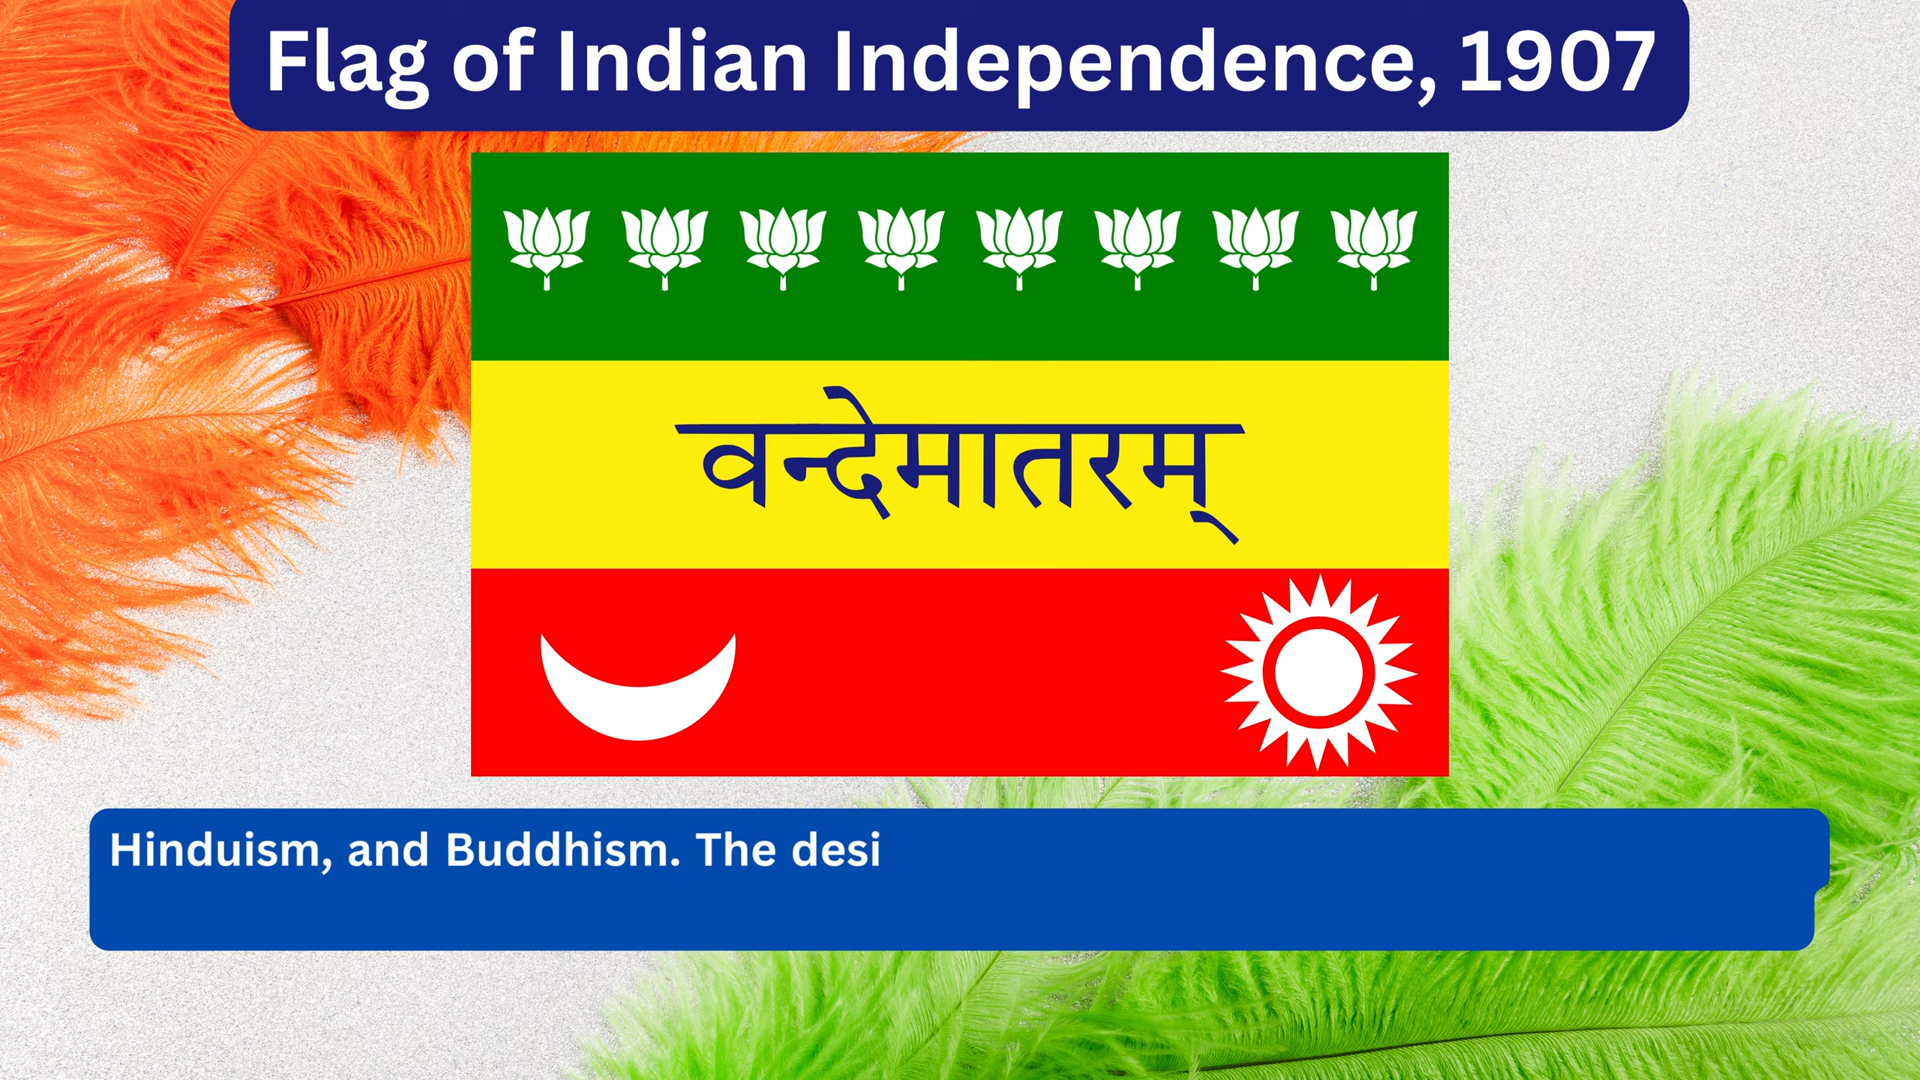 Flag of Indian Independence, 1907
वन्देमातरम्
Hinduism, and Buddhism. The desi